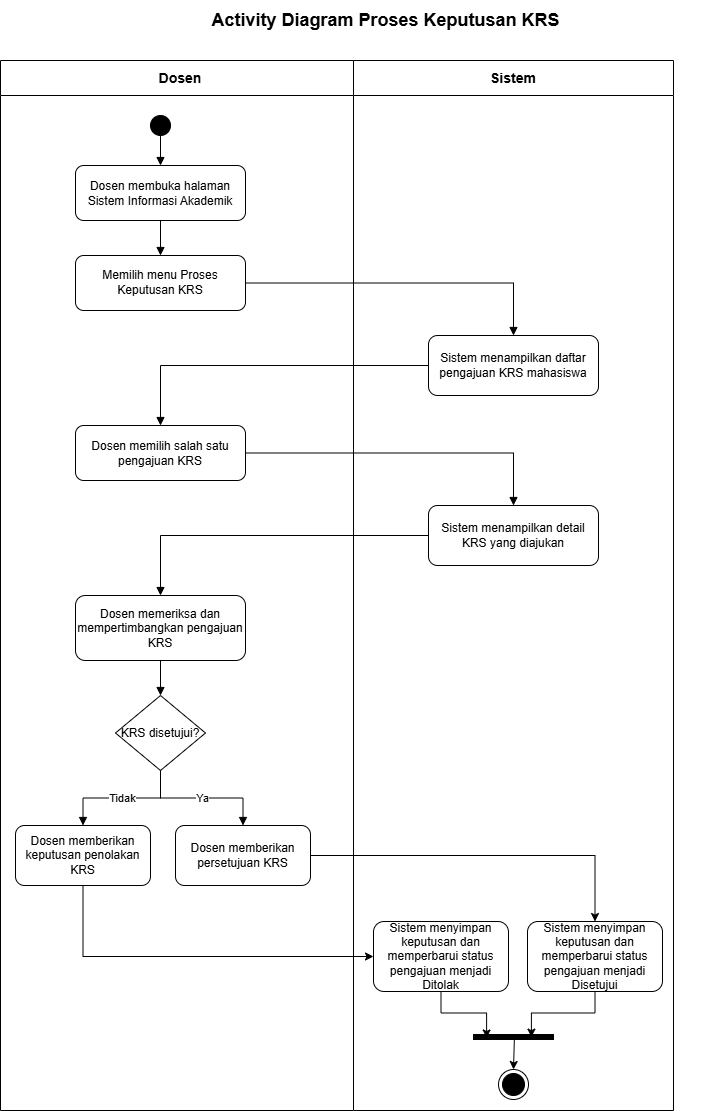 Activity Diagram Proses Keputusan KRS
Dosen
Sistem
Dosen membuka halaman
Sistem Informasi Akademik
Memilih menu Proses
Keputusan KRS
Sistem menampilkan daftar
pengajuan KRS mahasiswa
Dosen memilih salah satu
pengajuan KRS
Sistem menampilkan detail
KRS yang diajukan
Dosen memeriksa dan
mempertimbangkan pengajuan
KRS
KRS disetujui?
Tidak
Ya
Dosen memberikan
keputusan penolakan
KRS
Dosen memberikan
persetujuan KRS
Sistem menyimpan
keputusan dan
memperbarui status
pengajuan menjadi
Ditolak
Sistem menyimpan
keputusan dan
memperbarui status
pengajuan menjadi
Disetujui